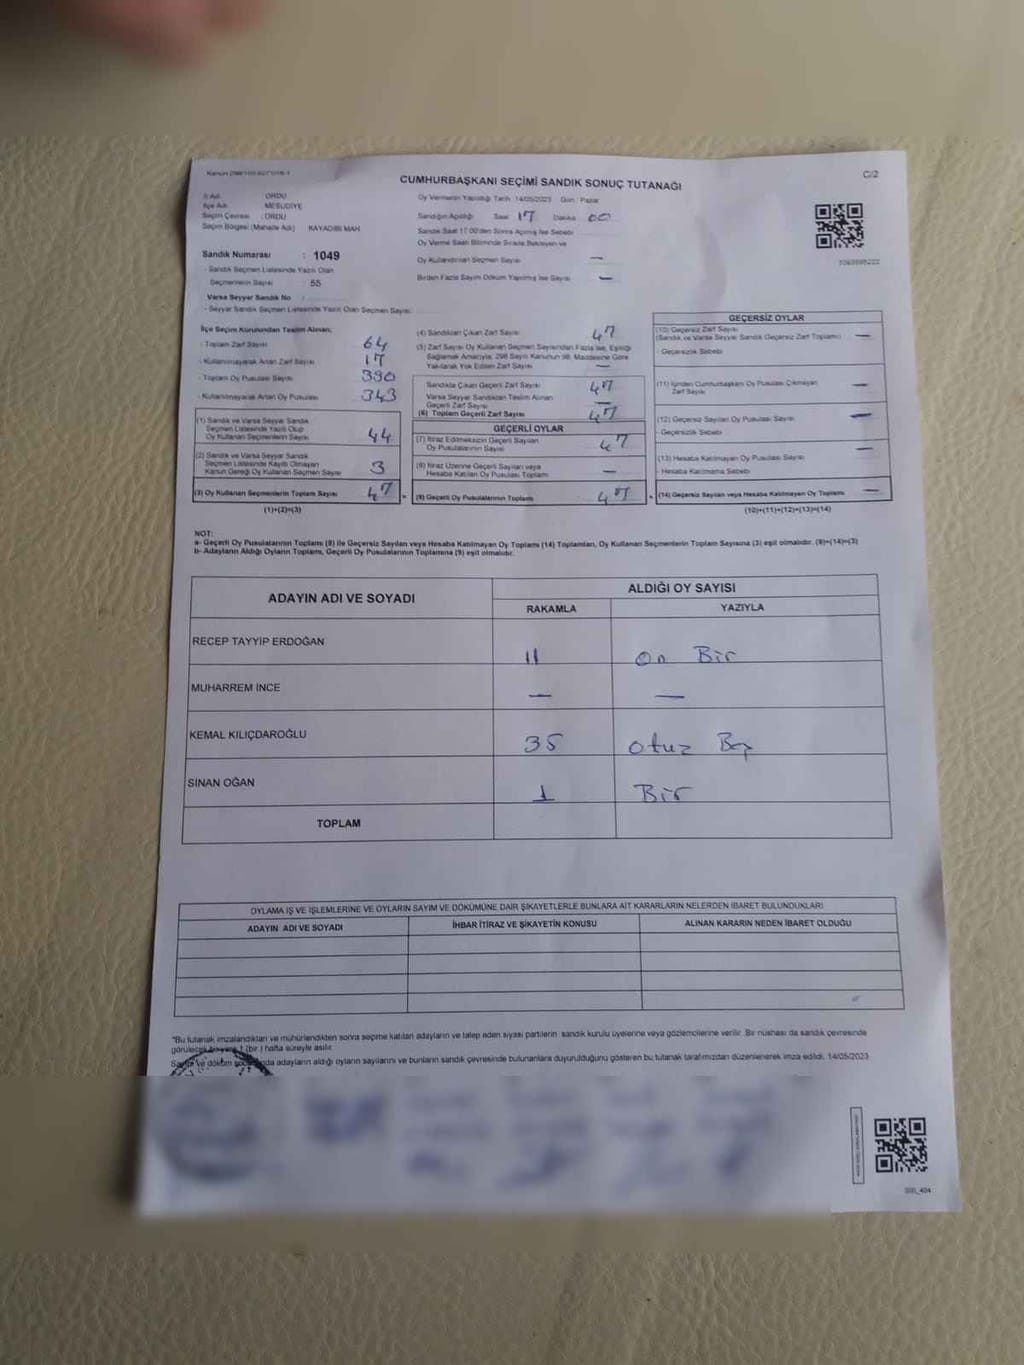 C/2
CUMHURBAŞKANI SEÇİMİ SANDIK SONUÇ TUTANAĞI
İl Adı : ORDU
İlçe Adı : MESUDİYE
Seçim Çevresi : ORDU
Seçim Bölgesi (Mahalle Adı) KAYADİBİ MAH
Sandık Numarası : 1049
- Sandık Seçmen Listesinde Yazılı Olan
Seçmenlerin Sayısı : 55
Varsa Seyyar Sandık No :
- Seyyar Sandık Seçmen Listesinde Yazılı Olan Seçmen Sayısı:
Oy Vermenin Yapıldığı Tarih : 14/05/2023 Gün : Pazar
Sandığın Açıldığı Saat 17 Dakika 00
Sandık Saat 17.00'den Sonra Açılmış İse Sebebi
Oy Verme Saati Bitiminde Sırada Bekleyen ve
Oy Kullandırılan Seçmen Sayısı —
Birden Fazla Sayım Döküm Yapılmış İse Sayısı —
İlçe Seçim Kurulundan Teslim Alınan;
- Toplam Zarf Sayısı 64
- Kullanılmayarak Artan Zarf Sayısı 17
- Toplam Oy Pusulası Sayısı 390
- Kullanılmayarak Artan Oy Pusulası 343
(1) Sandık ve Varsa Seyyar Sandık
Seçmen Listesinde Yazılı Olup
Oy Kullanan Seçmenlerin Sayısı 44
(2) Sandık ve Varsa Seyyar Sandık
Seçmen Listesinde Kayıtlı Olmayan
Kanun Gereği Oy Kullanan Seçmen Sayısı 3
(3) Oy Kullanan Seçmenlerin Toplam Sayısı 47 =
(1)+(2)=(3)
(4) Sandıktan Çıkan Zarf Sayısı 47
(5) Zarf Sayısı Oy Kullanan Seçmen Sayısından Fazla İse, Eşitliği
Sağlamak Amacıyla, 298 Sayılı Kanunun 98. Maddesine Göre
Yakılarak Yok Edilen Zarf Sayısı —
Sandıkta Çıkan Geçerli Zarf Sayısı 47
Varsa Seyyar Sandıktan Teslim Alınan
Geçerli Zarf Sayısı —
(6) Toplam Geçerli Zarf Sayısı 47
GEÇERLİ OYLAR
(7) İtiraz Edilmeksizin Geçerli Sayılan
Oy Pusulalarının Sayısı 47
(8) İtiraz Üzerine Geçerli Sayılan veya
Hesaba Katılan Oy Pusulası Toplamı —
(9) Geçerli Oy Pusulalarının Toplamı 47 +
GEÇERSİZ OYLAR
(10) Geçersiz Zarf Sayısı
(Sandık ve Varsa Seyyar Sandık Geçersiz Zarf Toplamı) —
- Geçersizlik Sebebi
(11) İçinden Cumhurbaşkanı Oy Pusulası Çıkmayan
Zarf Sayısı —
(12) Geçersiz Sayılan Oy Pusulası Sayısı —
- Geçersizlik Sebebi
(13) Hesaba Katılmayan Oy Pusulası Sayısı —
- Hesaba Katılmama Sebebi
(14) Geçersiz Sayılan veya Hesaba Katılmayan Oy Toplamı —
(10)+(11)+(12)+(13)=(14)
NOT:
a- Geçerli Oy Pusulalarının Toplamı (9) ile Geçersiz Sayılan veya Hesaba Katılmayan Oy Toplamı (14) Toplamları, Oy Kullanan Seçmenlerin Toplam Sayısına (3) eşit olmalıdır. (9)+(14)=(3)
b- Adayların Aldığı Oyların Toplamı, Geçerli Oy Pusulalarının Toplamına (9) eşit olmalıdır.
ADAYIN ADI VE SOYADI
ALDIĞI OY SAYISI
RAKAMLA YAZIYLA
RECEP TAYYİP ERDOĞAN 11 On Bir
MUHARREM İNCE — —
KEMAL KILIÇDAROĞLU 35 Otuz Beş
SİNAN OĞAN 1 Bir
TOPLAM
OYLAMA İŞ VE İŞLEMLERİNE VE OYLARIN SAYIM VE DÖKÜMÜNE DAİR ŞİKAYETLERLE BUNLARA AİT KARARLARIN NELERDEN İBARET BULUNDUKLARI
ADAYIN ADI VE SOYADI İHBAR İTİRAZ VE ŞİKAYETİN KONUSU ALINAN KARARIN NEDEN İBARET OLDUĞU
"Bu tutanak imzalandıktan ve mühürlendikten sonra seçime katılan adayların ve talep eden siyasi partilerin sandık kurulu üyelerine veya gözlemcilerine verilir. Bir nüshası da sandık çevresinde
görülecek bir yere 1 (bir) hafta süreyle asılır.
adayların aldığı oyların sayılarını ve bunların sandık çevresinde bulunanlara duyurulduğunu gösteren bu tutanak tarafımızdan düzenlenerek imza edildi. 14/05/2023